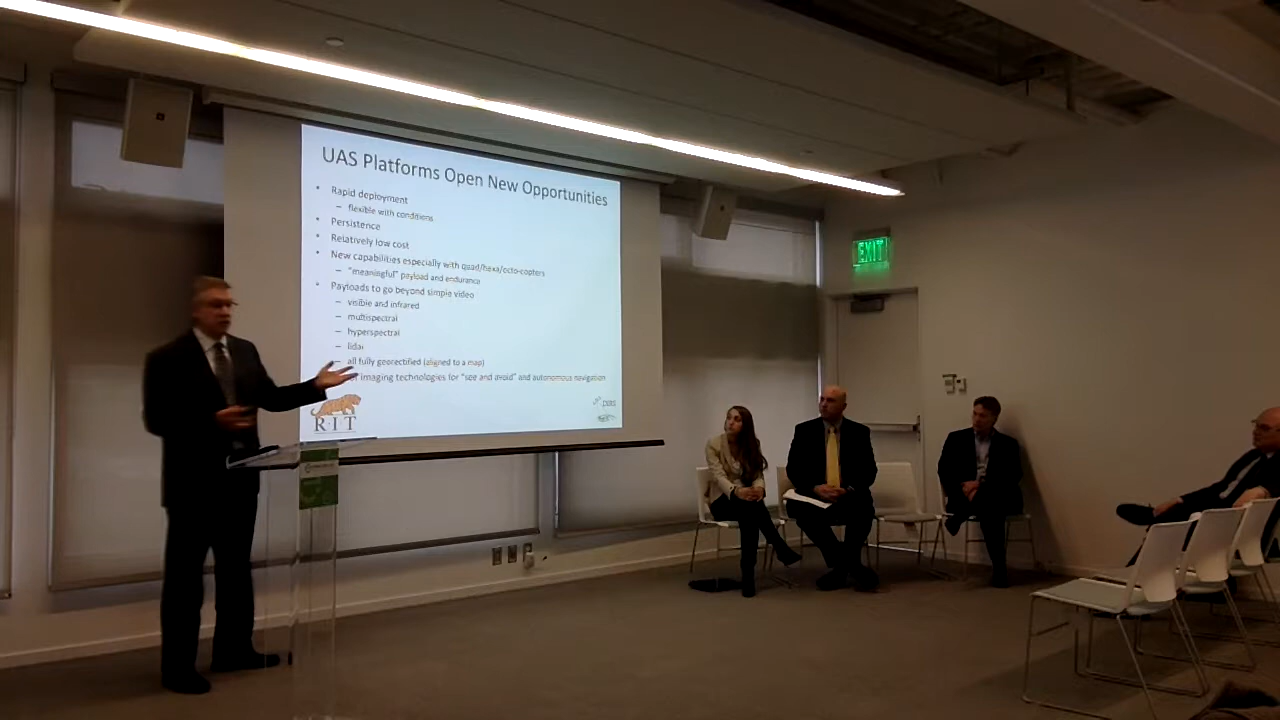 UAS Platforms Open New Opportunities
• Rapid deployment
– flexible with conditions
• Persistence
• Relatively low cost
• New capabilities especially with quad/hexa/octo-copters
– "meaningful" payload and endurance
• Payloads to go beyond simple video
– visible and infrared
– multispectral
– hyperspectral
– lidar
– all fully georectified (aligned to a map)
of imaging technologies for "see and avoid" and autonomous navigation
R·I·T
EXIT